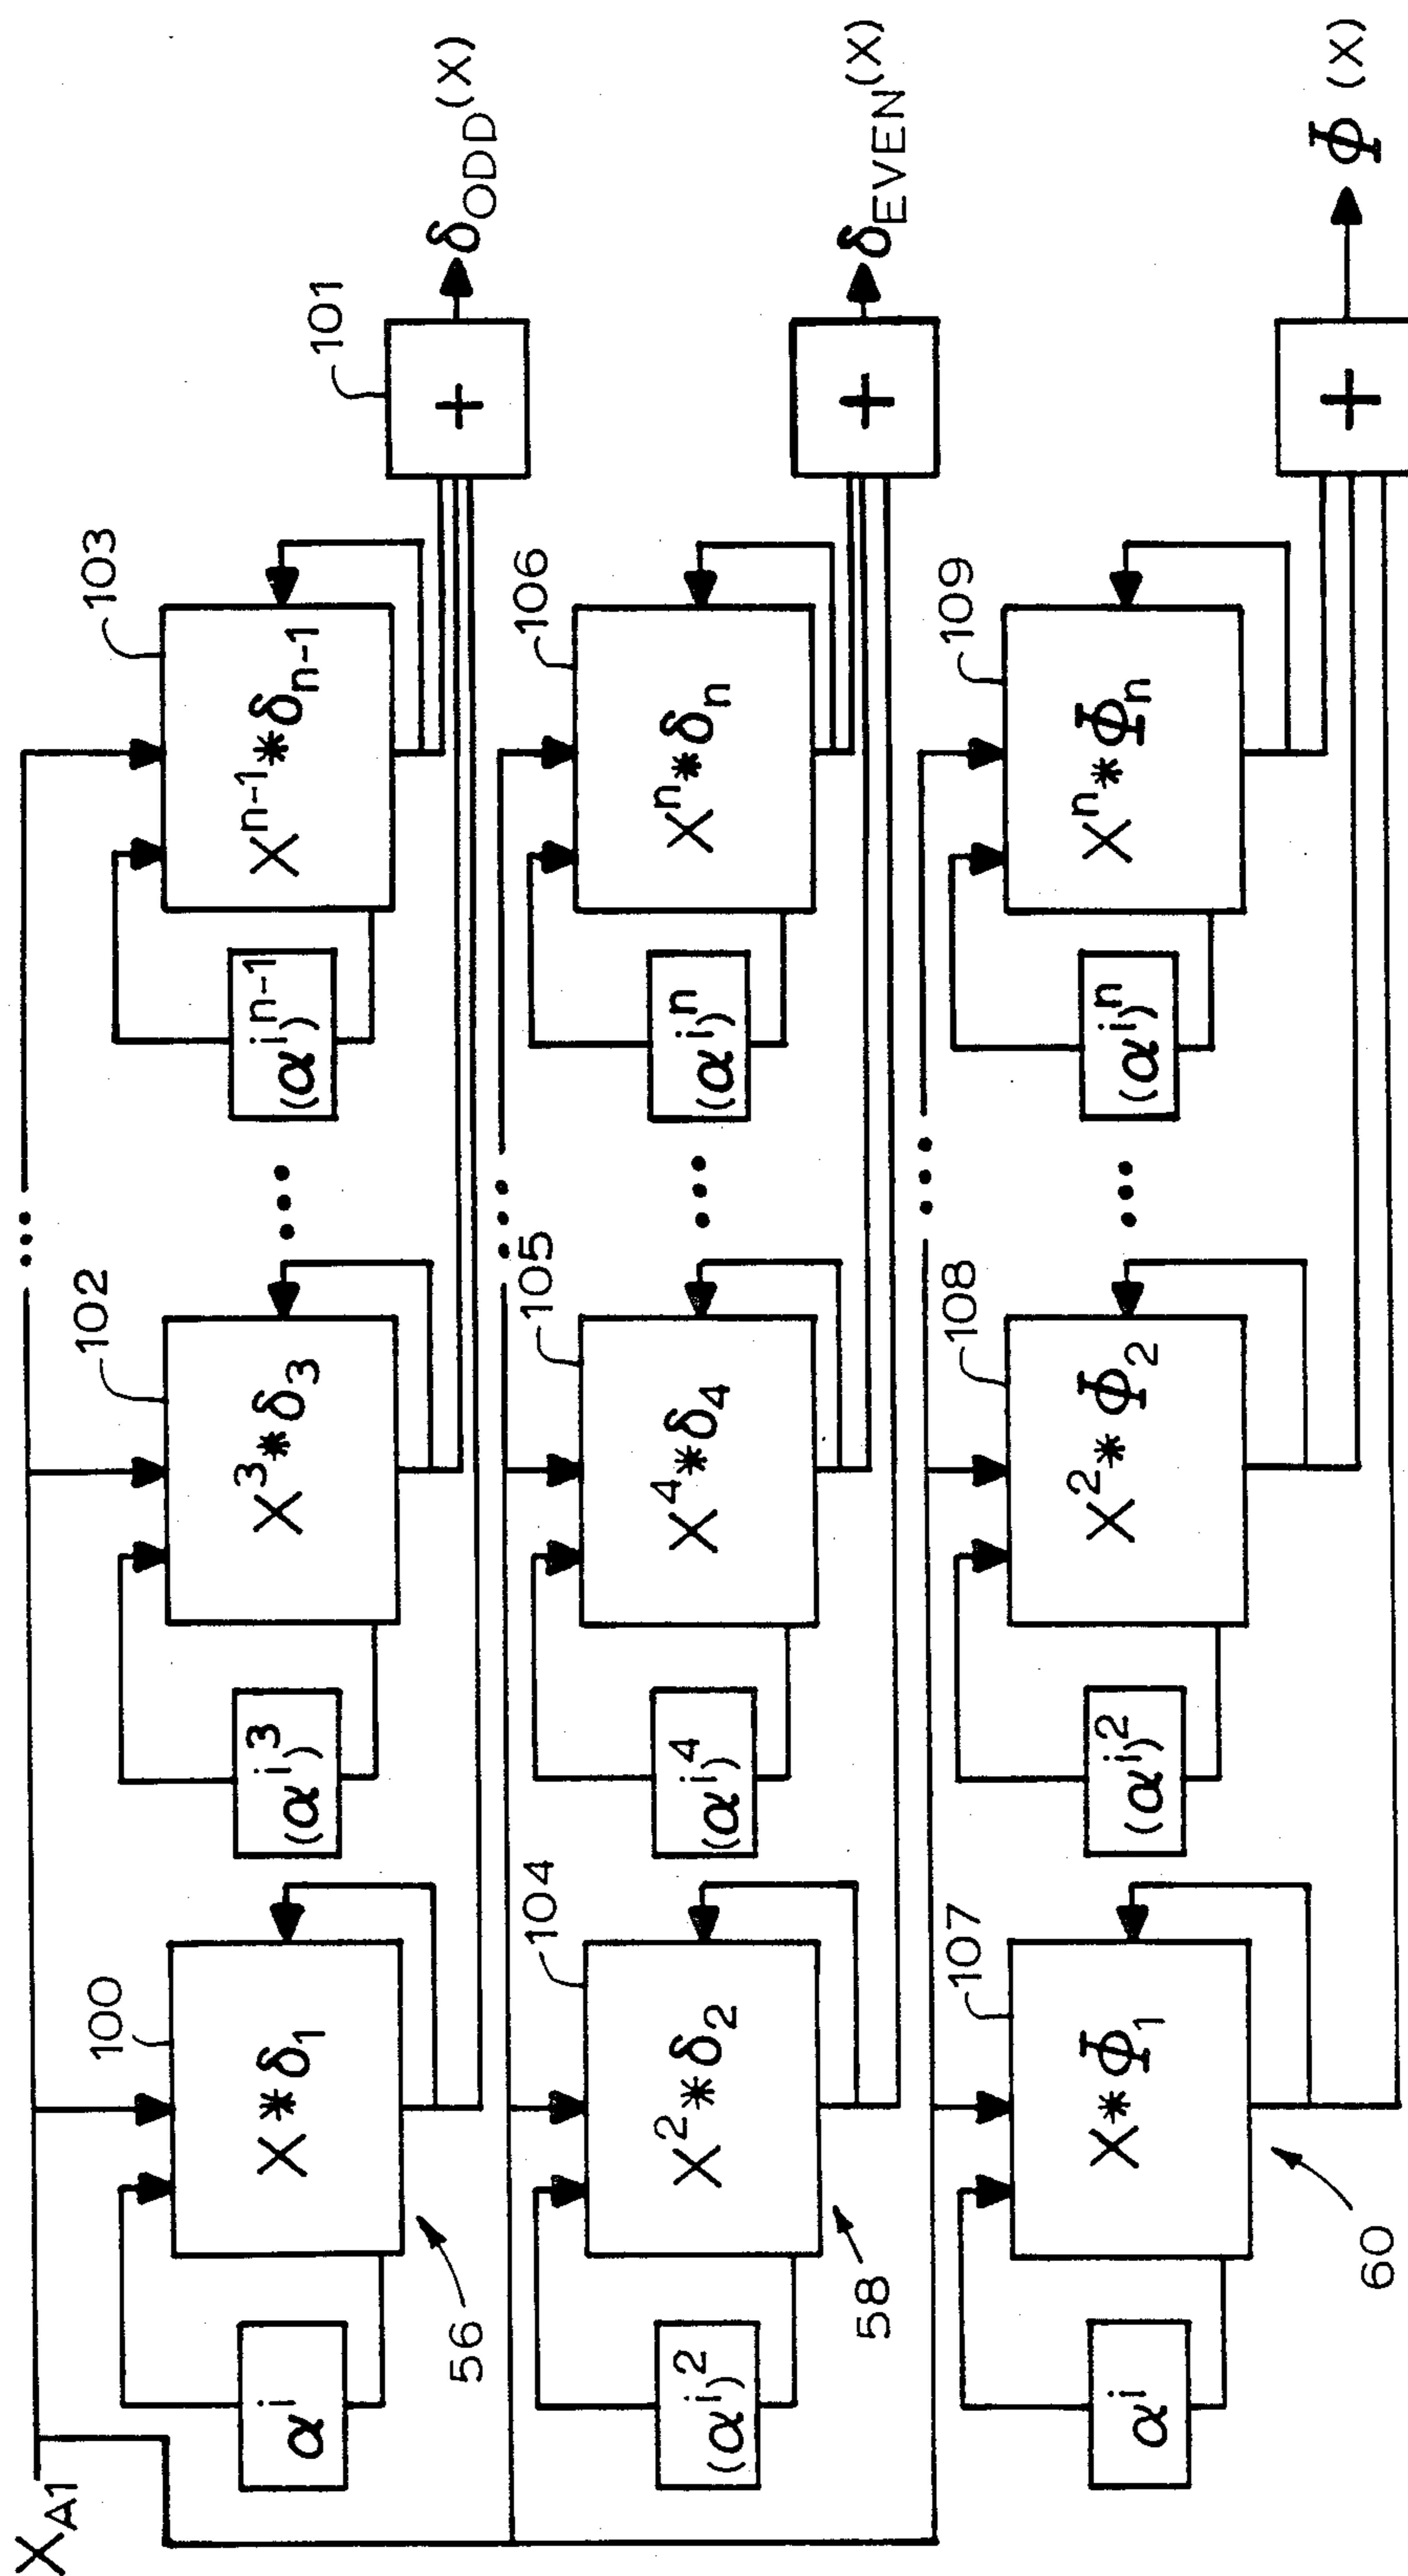 X_A1
100
102
103
101
α^i
X*δ_1
(α^i)^3
X^3*δ_3
(α^i)^n-1
X^n-1*δ_n-1
+
δ_ODD(X)
56
104
105
106
(α^i)^2
X^2*δ_2
(α^i)^4
X^4*δ_4
(α^i)^n
X^n*δ_n
+
δ_EVEN(X)
58
107
108
109
α^i
X*Φ_1
(α^i)^2
X^2*Φ_2
(α^i)^n
X^n*Φ_n
+
Φ(X)
60